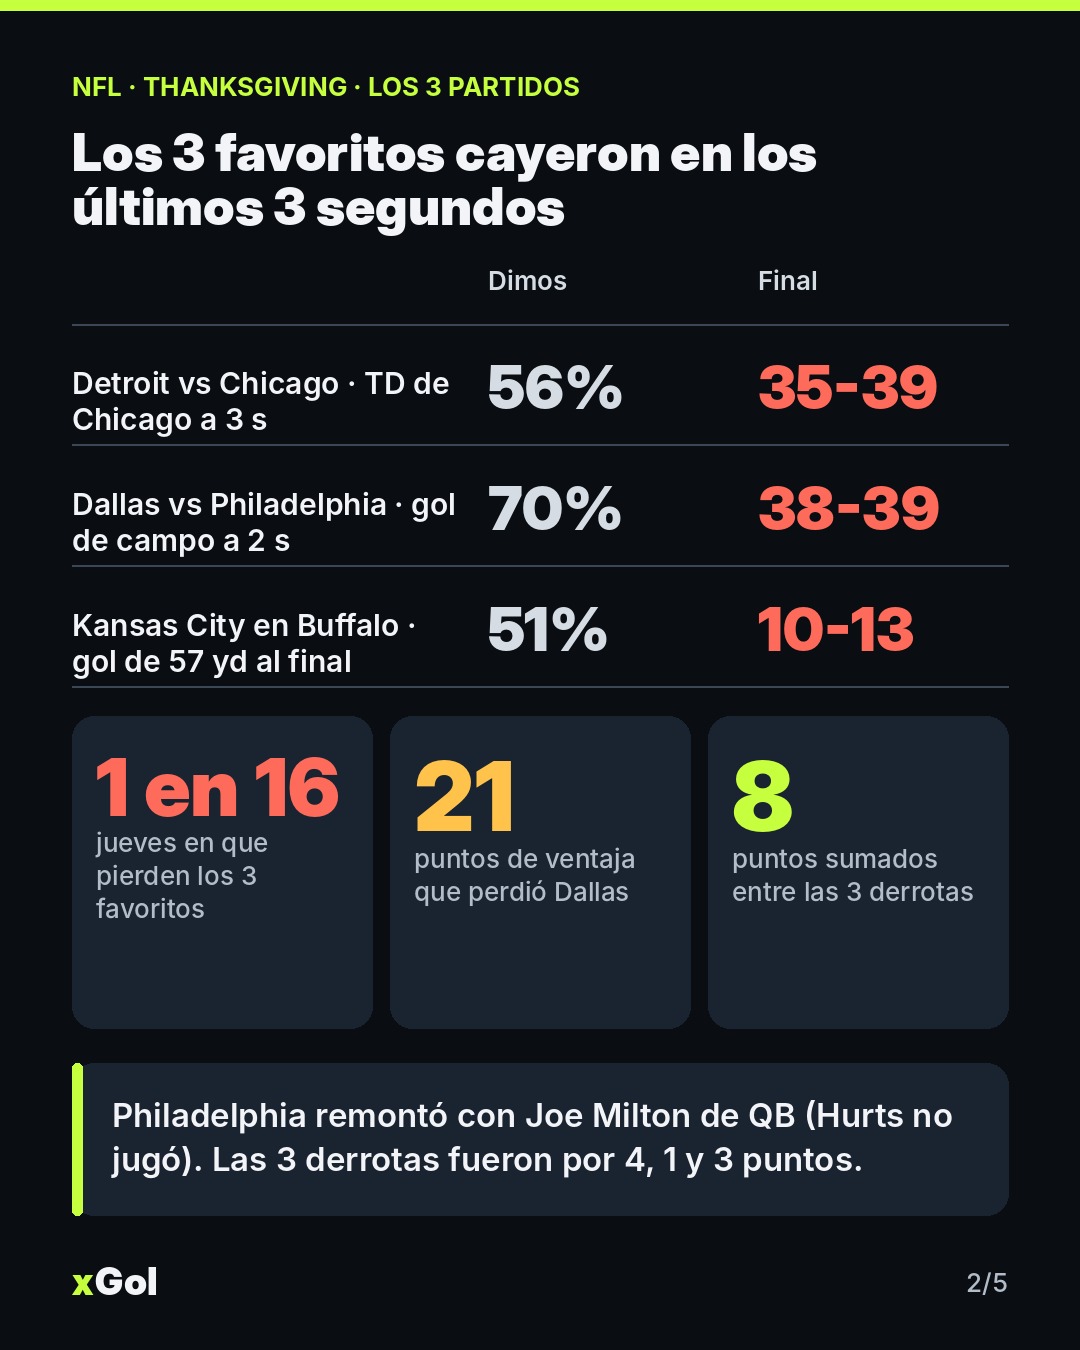 NFL · THANKSGIVING · LOS 3 PARTIDOS
Los 3 favoritos cayeron en los
últimos 3 segundos
Dimos Final
Detroit vs Chicago · TD de
Chicago a 3 s
56% 35-39
Dallas vs Philadelphia · gol
de campo a 2 s
70% 38-39
Kansas City en Buffalo ·
gol de 57 yd al final
51% 10-13
1 en 16
jueves en que
pierden los 3
favoritos
21
puntos de ventaja
que perdió Dallas
8
puntos sumados
entre las 3 derrotas
Philadelphia remontó con Joe Milton de QB (Hurts no
jugó). Las 3 derrotas fueron por 4, 1 y 3 puntos.
xGol 2/5